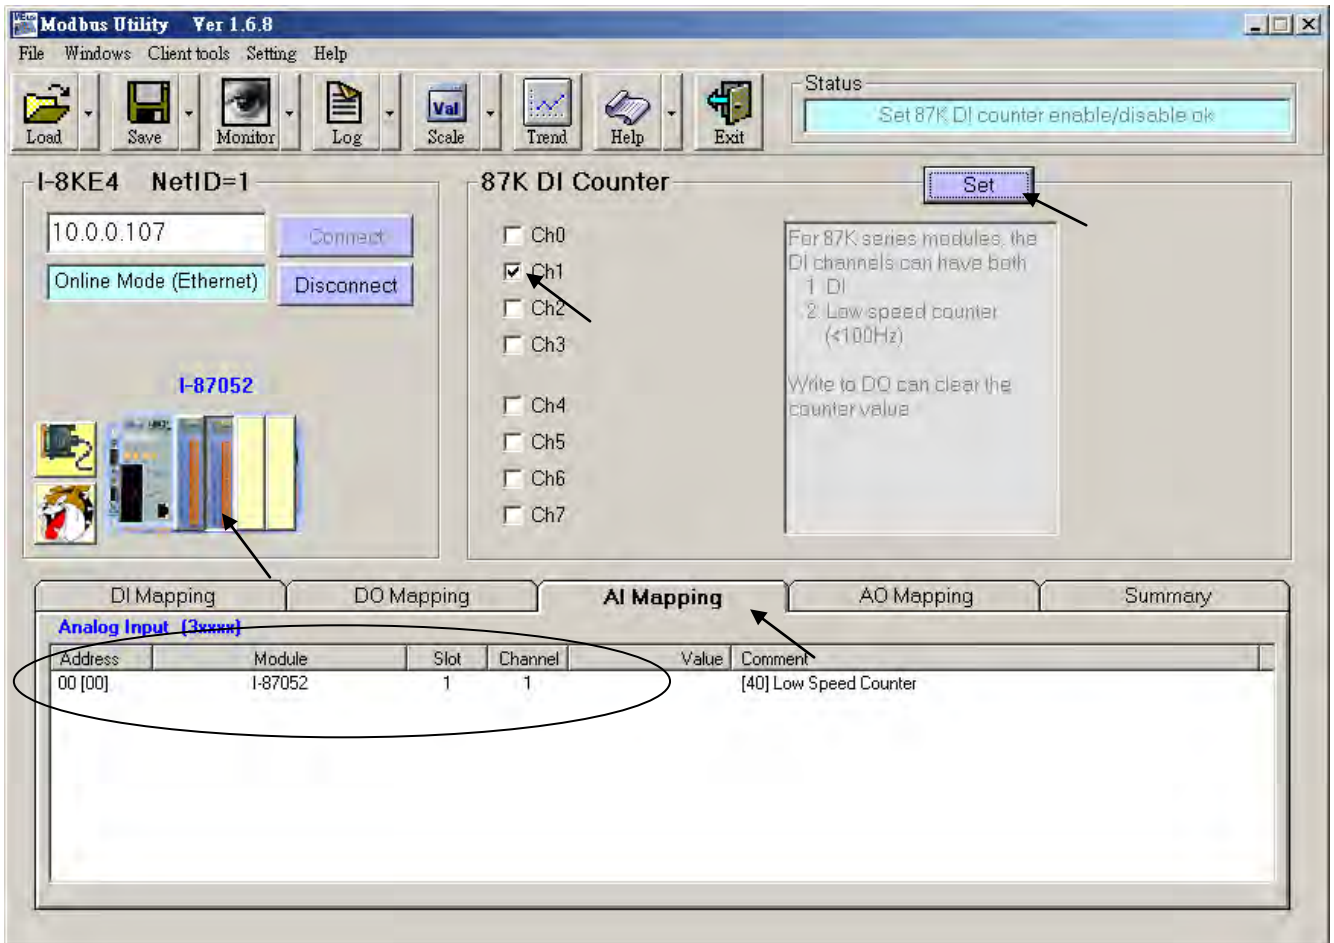 Modbus Utility Ver 1.6.8
File Windows Client tools Setting Help
Load Save Monitor Log Scale Trend Help Exit
Val
Status
Set 87K DI counter enable/disable ok
I-8KE4 NetID=1
10.0.0.107
Connect
Online Mode (Ethernet)
Disconnect
I-87052
87K DI Counter
Set
Ch0
Ch1
Ch2
Ch3
Ch4
Ch5
Ch6
Ch7
For 87K series modules, the
DI channels can have both
1 DI
2 Low speed counter
(<100Hz)
Write to DO can clear the
counter value
DI Mapping DO Mapping AI Mapping AO Mapping Summary
Analog Input (3xxxx)
Address Module Slot Channel Value Comment
00 [00] I-87052 1 1 [40] Low Speed Counter